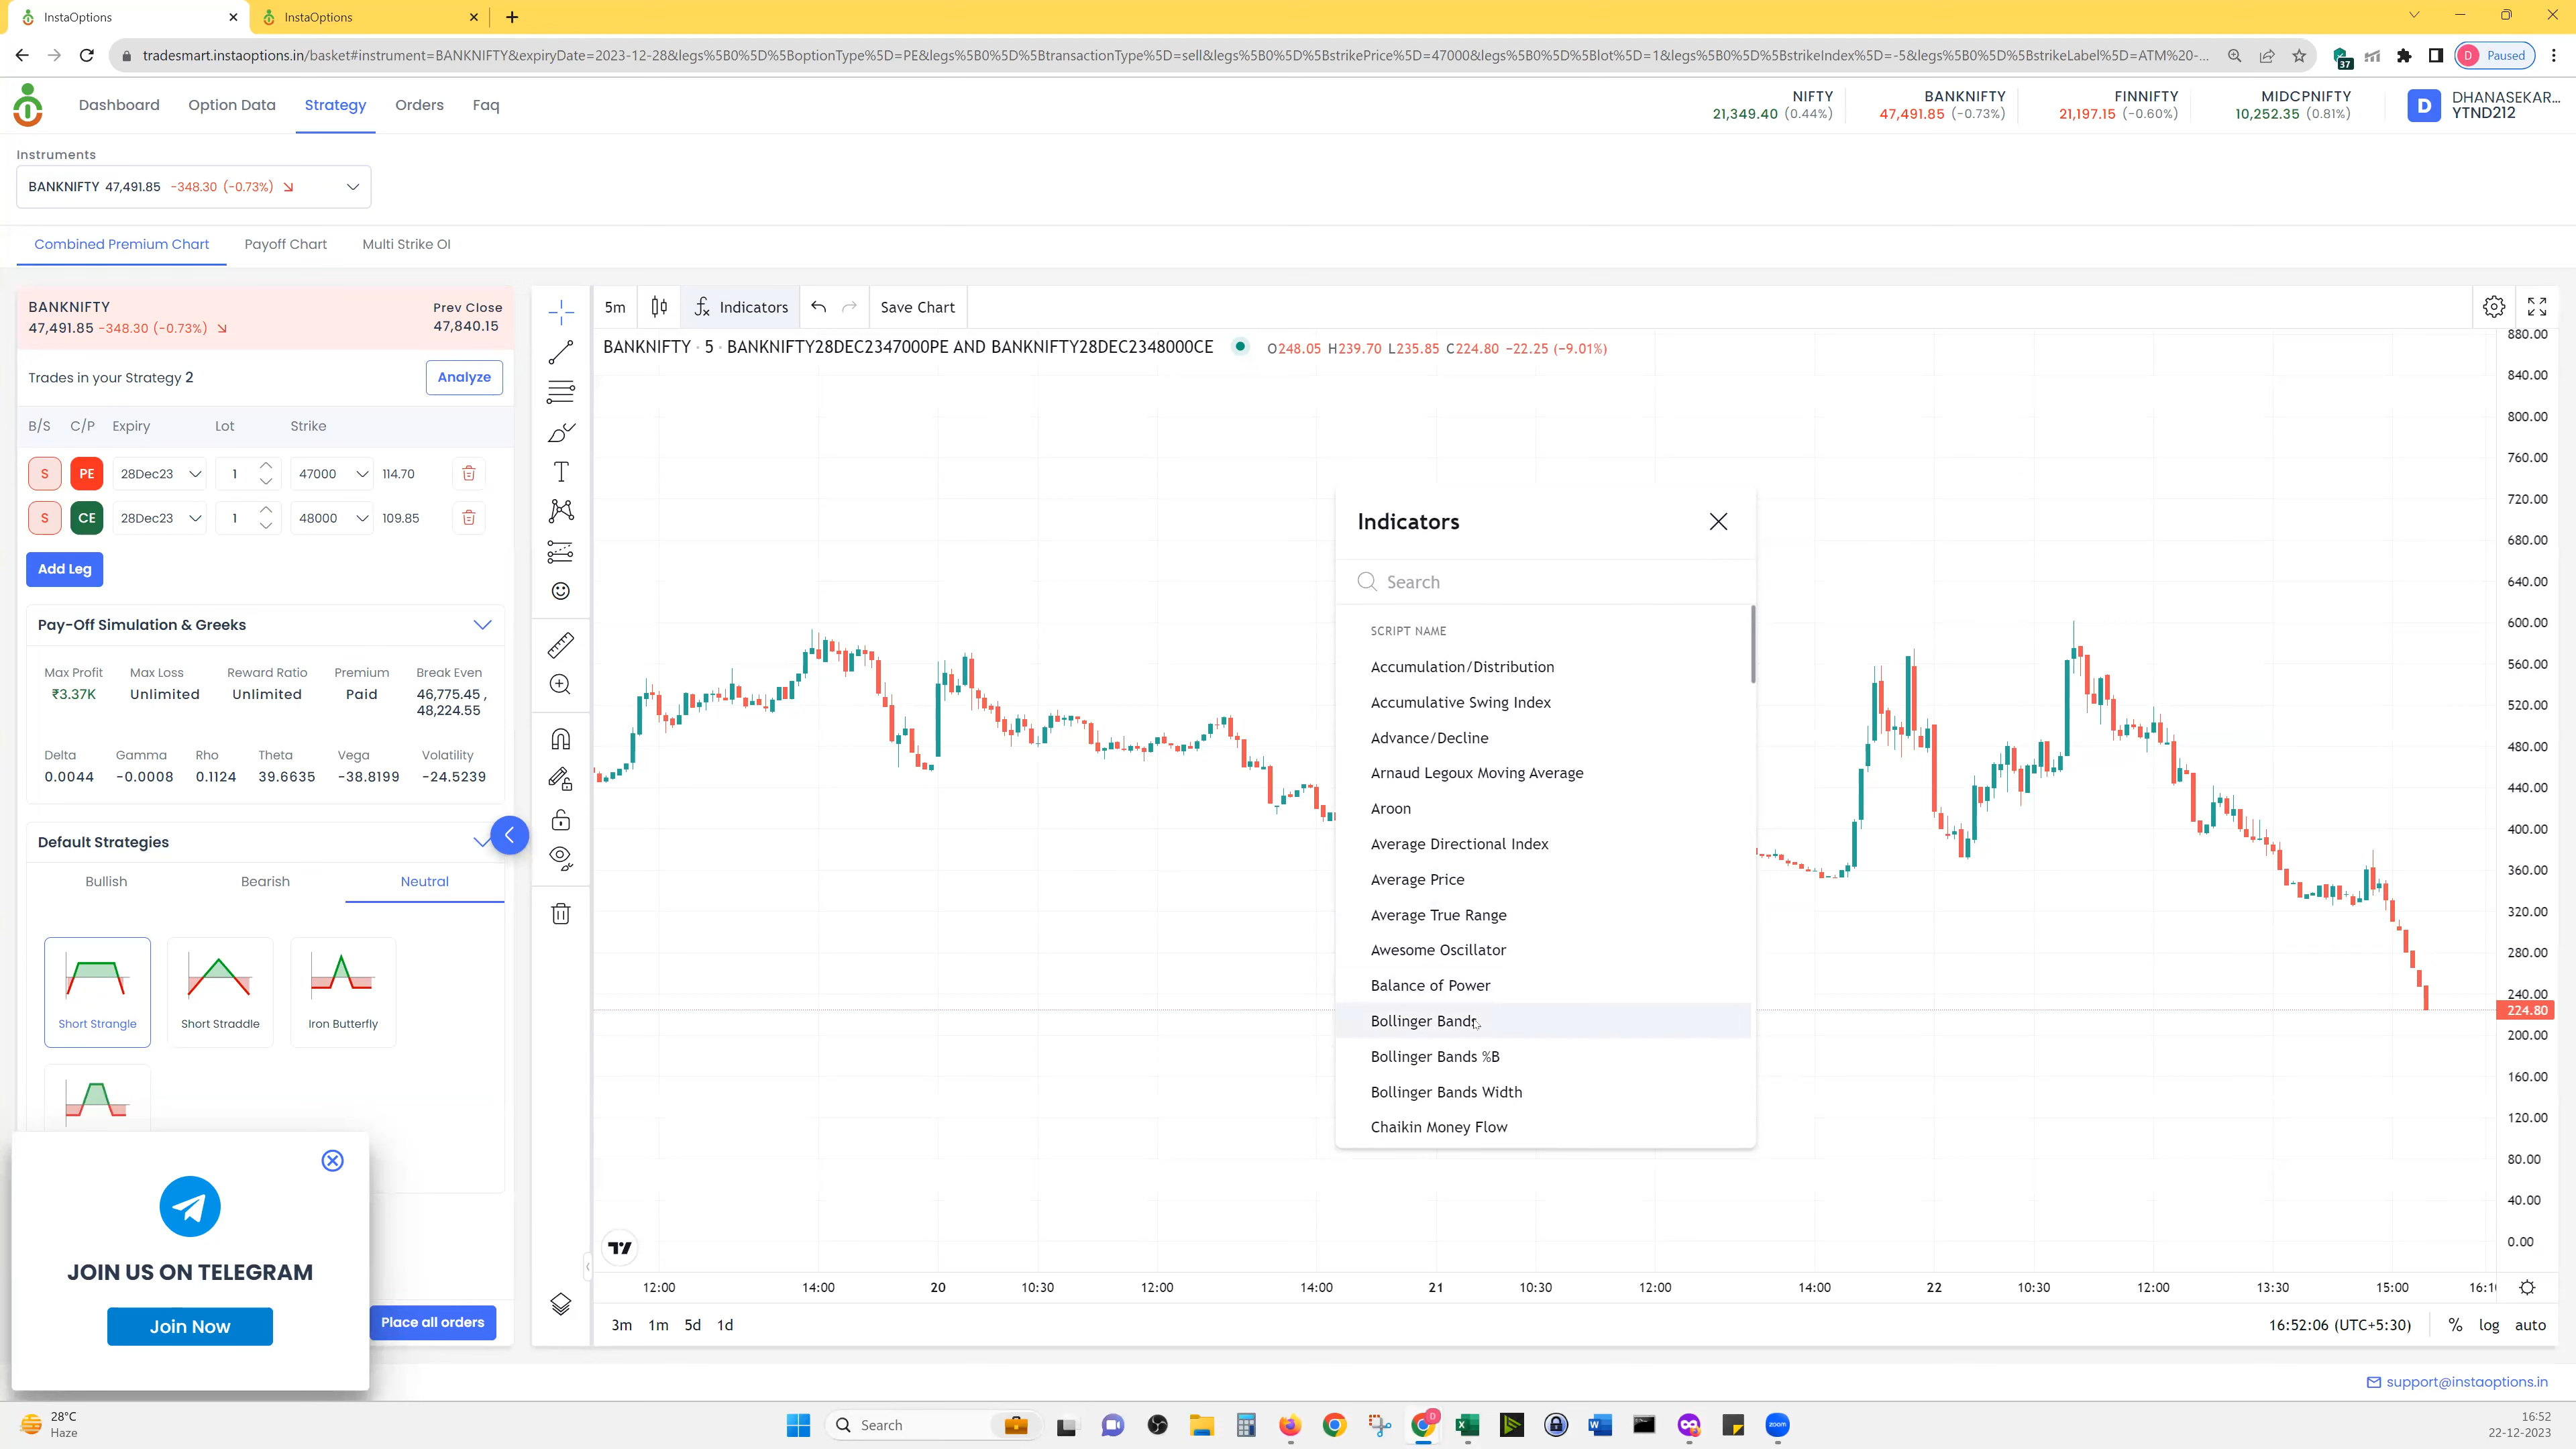 InstaOptions
InstaOptions
tradesmart.instaoptions.in/basket#instrument=BANKNIFTY&expiryDate=2023-12-28&legs%5B0%5D%5BoptionType%5D=PE&legs%5B0%5D%5BtransactionType%5D=sell&legs%5B0%5D%5BstrikePrice%5D=47000&legs%5B0%5D%5Blot%5D=1&legs%5B0%5D%5BstrikeIndex%5D=-5&legs%5B0%5D%5BstrikeLabel%5D=ATM%20-...
37
D Paused
Dashboard Option Data Strategy Orders Faq
NIFTY
21,349.40 (0.44%)
BANKNIFTY
47,491.85 (-0.73%)
FINNIFTY
21,197.15 (-0.60%)
MIDCPNIFTY
10,252.35 (0.81%)
D
DHANASEKAR...
YTND212
Instruments
BANKNIFTY 47,491.85 -348.30 (-0.73%)
Combined Premium Chart Payoff Chart Multi Strike OI
BANKNIFTY
47,491.85 -348.30 (-0.73%)
Prev Close
47,840.15
Trades in your Strategy 2
Analyze
B/S C/P Expiry Lot Strike
S PE 28Dec23 1 47000 114.70
S CE 28Dec23 1 48000 109.85
Add Leg
Pay-Off Simulation & Greeks
Max Profit Max Loss Reward Ratio Premium Break Even
₹3.37K Unlimited Unlimited Paid 46,775.45 ,
48,224.55
Delta Gamma Rho Theta Vega Volatility
0.0044 -0.0008 0.1124 39.6635 -38.8199 -24.5239
Default Strategies
Bullish Bearish Neutral
Short Strangle Short Straddle Iron Butterfly
JOIN US ON TELEGRAM
Join Now
Place all orders
5m Indicators Save Chart
BANKNIFTY · 5 · BANKNIFTY28DEC2347000PE AND BANKNIFTY28DEC2348000CE
O248.05 H239.70 L235.85 C224.80 -22.25 (-9.01%)
Indicators
Search
SCRIPT NAME
Accumulation/Distribution
Accumulative Swing Index
Advance/Decline
Arnaud Legoux Moving Average
Aroon
Average Directional Index
Average Price
Average True Range
Awesome Oscillator
Balance of Power
Bollinger Bands
Bollinger Bands %B
Bollinger Bands Width
Chaikin Money Flow
880.00
840.00
800.00
760.00
720.00
680.00
640.00
600.00
560.00
520.00
480.00
440.00
400.00
360.00
320.00
280.00
240.00
224.80
200.00
160.00
120.00
80.00
40.00
0.00
12:00 14:00 20 10:30 12:00 14:00 21 10:30 12:00 14:00 22 10:30 12:00 13:30 15:00
3m 1m 5d 1d
16:52:06 (UTC+5:30) % log auto
support@instaoptions.in
28°C
Haze
Search
D
zoom
16:52
22-12-2023